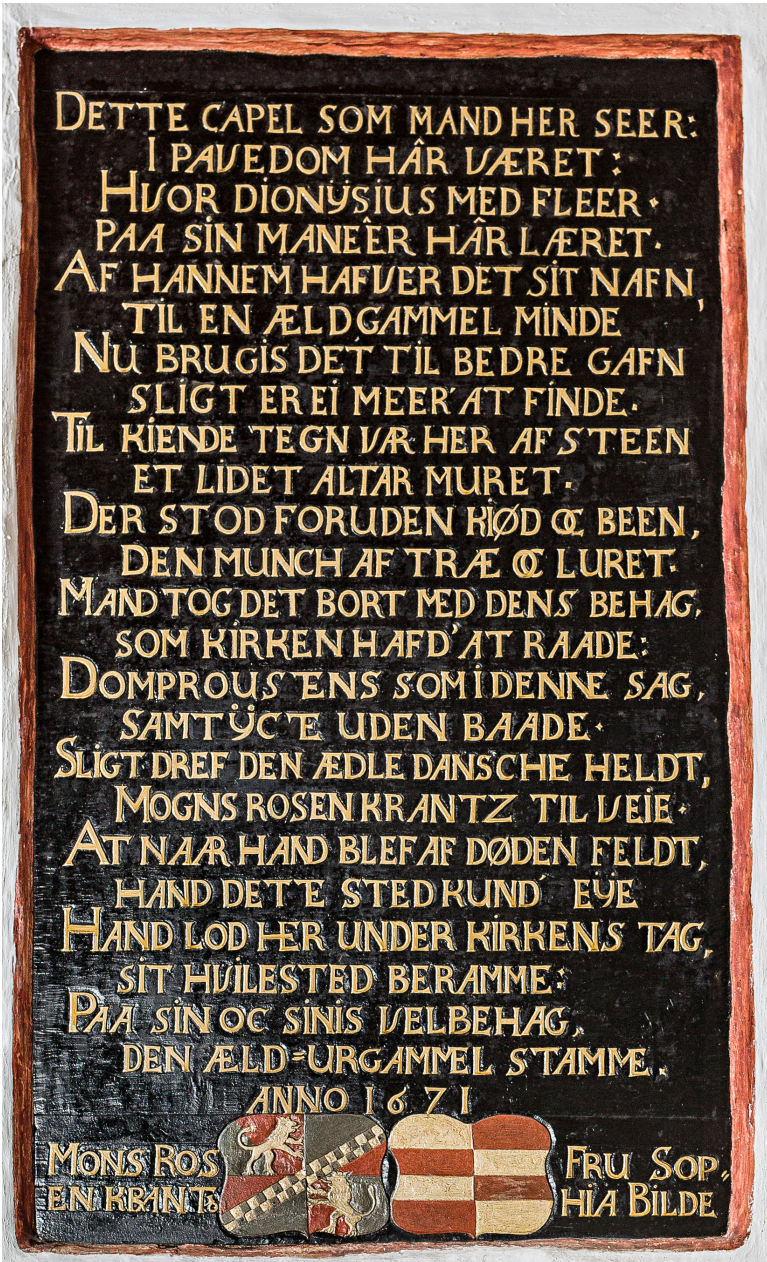 DETTE CAPEL SOM MAND HER SEER:
I PAVEDOM HÂR VÆRET:
HVOR DIONŸSIUS MED FLEER.
PAA SIN MANEÊR HÂR LÆRET.
AF HANNEM HAFVER DET SIT NAFN,
TIL EN ÆLDGAMMEL MINDE
NU BRUGIS DET TIL BEDRE GAFN
SLIGT ER EI MEER' AT FINDE.
TIL KIENDE TEGN VAR HER AF STEEN
ET LIDET ALTAR MURET.
DER STOD FORUDEN KIØD OC BEEN,
DEN MUNCH AF TRÆ OC LURET.
MAND TOG DET BORT MED DENS BEHAG,
SOM KIRKEN HAFD' AT RAADE:
DOMPROUSTENS SOM I DENNE SAG,
SAMTŸCTE UDEN BAADE.
SLIGT DREF DEN ÆDLE DANSCHE HELDT,
MOGNS ROSENKRANTZ TIL VEIE.
AT NAAR HAND BLEF AF DØDEN FELDT,
HAND DETTE STED KUND' EŸE
HAND LOD HER UNDER KIRKENS TAG,
SIT HVILESTED BERAMME:
PAA SIN OC SINIS VELBEHAG,
DEN ÆLD=URGAMMEL STAMME.
ANNO 1671
MONS ROS
EN KRANTS
FRU SOP=
HIA BILDE